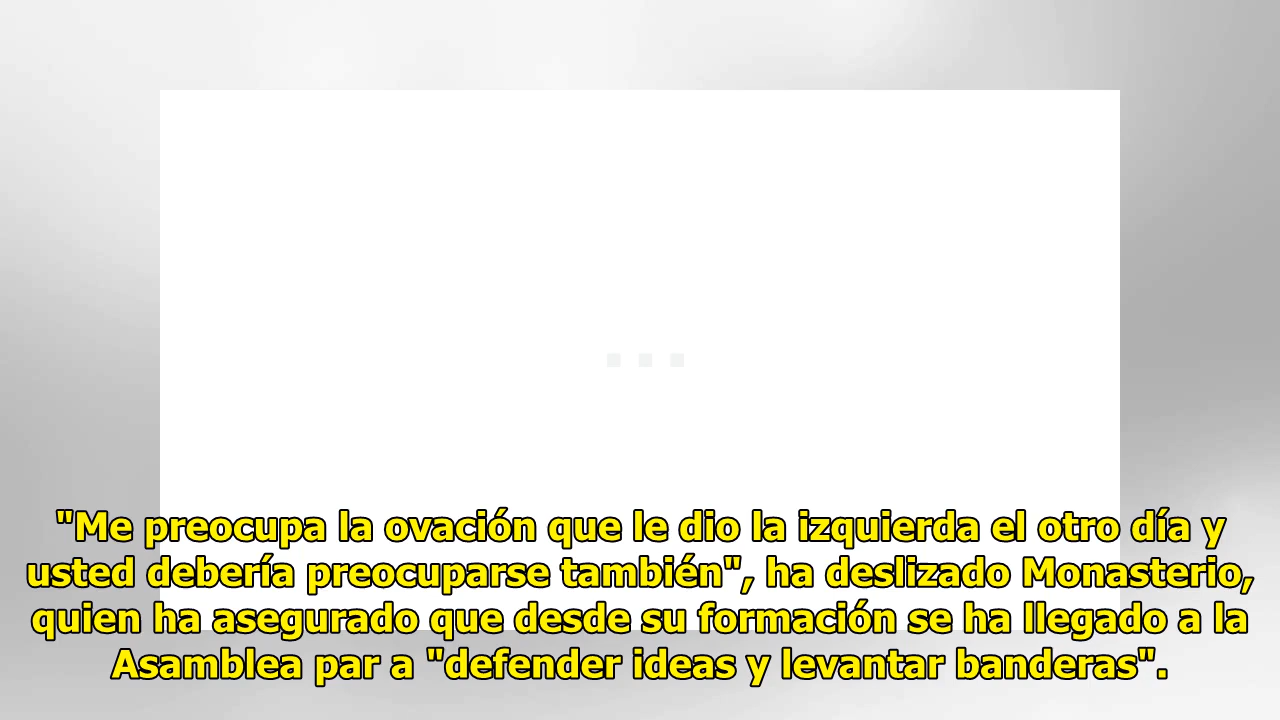 "Me preocupa la ovación que le dio la izquierda el otro día y
usted debería preocuparse también", ha deslizado Monasterio,
quien ha asegurado que desde su formación se ha llegado a la
Asamblea par a "defender ideas y levantar banderas".